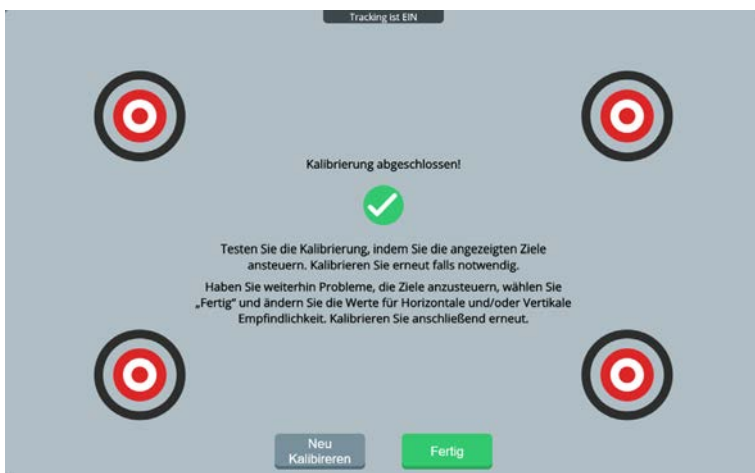 Tracking ist EIN
Kalibrierung abgeschlossen!
Testen Sie die Kalibrierung, indem Sie die angezeigten Ziele
ansteuern. Kalibrieren Sie erneut falls notwendig.
Haben Sie weiterhin Probleme, die Ziele anzusteuern, wählen Sie
„Fertig“ und ändern Sie die Werte für Horizontale und/oder Vertikale
Empfindlichkeit. Kalibrieren Sie anschließend erneut.
Neu
Kalibireren
Fertig